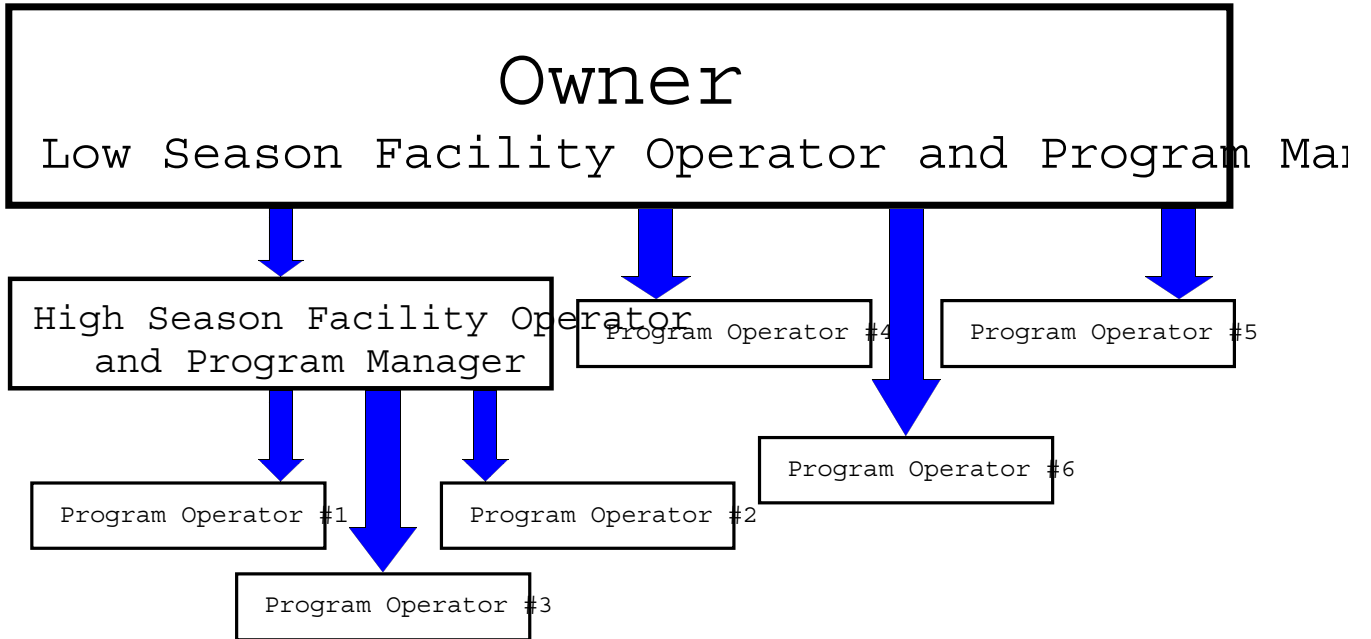 Owner
Low Season Facility Operator and Program
High Season Facility Operator
and Program Manager
Program Operator #4
Program Operator #5
Program Operator #6
Program Operator #1
Program Operator #2
Program Operator #3